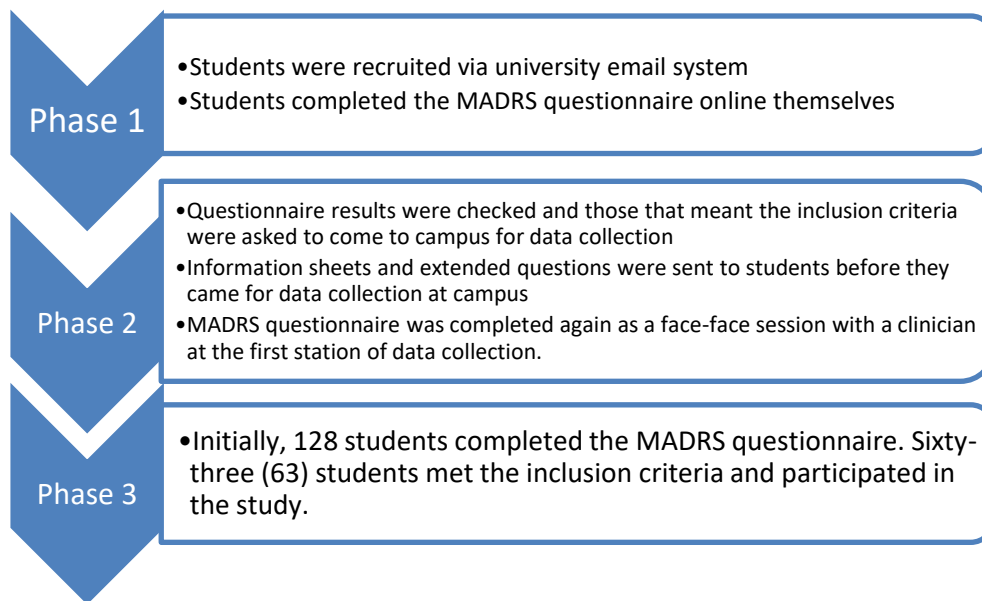 Phase 1
•Students were recruited via university email system
•Students completed the MADRS questionnaire online themselves
Phase 2
•Questionnaire results were checked and those that meant the inclusion criteria
were asked to come to campus for data collection
•Information sheets and extended questions were sent to students before they
came for data collection at campus
•MADRS questionnaire was completed again as a face-face session with a clinician
at the first station of data collection.
Phase 3
•Initially, 128 students completed the MADRS questionnaire. Sixty-
three (63) students met the inclusion criteria and participated in
the study.